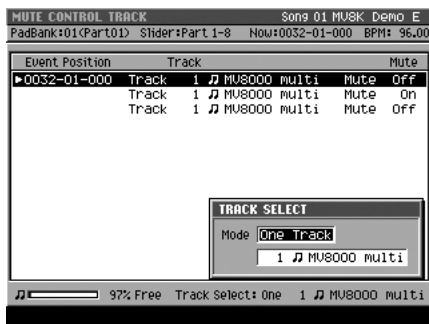 MUTE CONTROL TRACK Song 01 MV8K Demo E
PadBank:01(Part01) Slider:Part 1-8 Now:0032-01-000 BPM: 96.00
Event Position Track Mute
▶0032-01-000 Track 1 ♫ MV8000 multi Mute Off
Track 1 ♫ MV8000 multi Mute On
Track 1 ♫ MV8000 multi Mute Off
TRACK SELECT
Mode One Track
1 ♫ MV8000 multi
♫ 97% Free Track Select: One 1 ♫ MV8000 multi